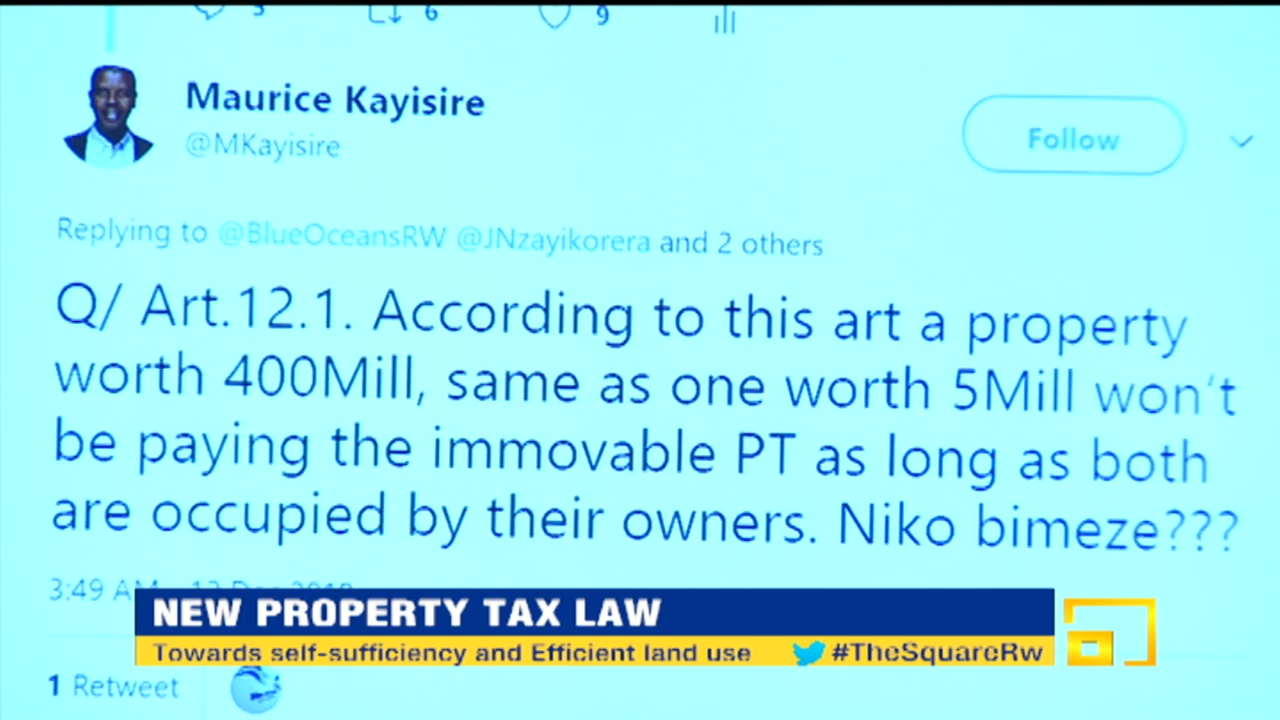 6 9
Maurice Kayisire
@MKayisire
Follow
Replying to @BlueOceansRW @JNzayikorera and 2 others
Q/ Art.12.1. According to this art a property
worth 400Mill, same as one worth 5Mill won't
be paying the immovable PT as long as both
are occupied by their owners. Niko bimeze???
3:49 AM
NEW PROPERTY TAX LAW
Towards self-sufficiency and Efficient land use #TheSquareRw
1 Retweet